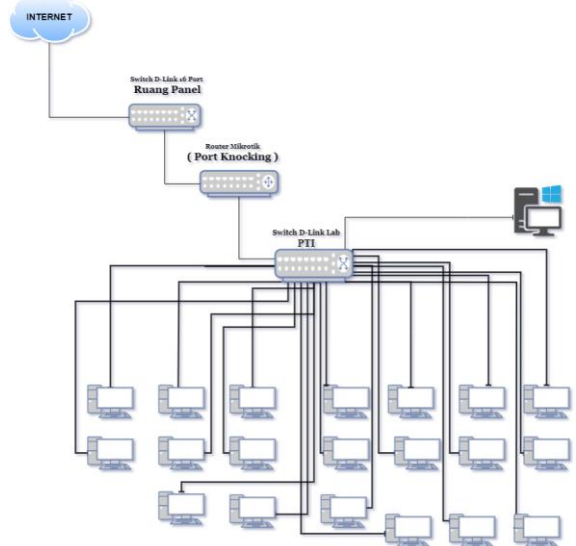 INTERNET
Switch D-Link 16 Port
Ruang Panel
Router Mikrotik
( Port Knocking )
Switch D-Link Lab
PTI